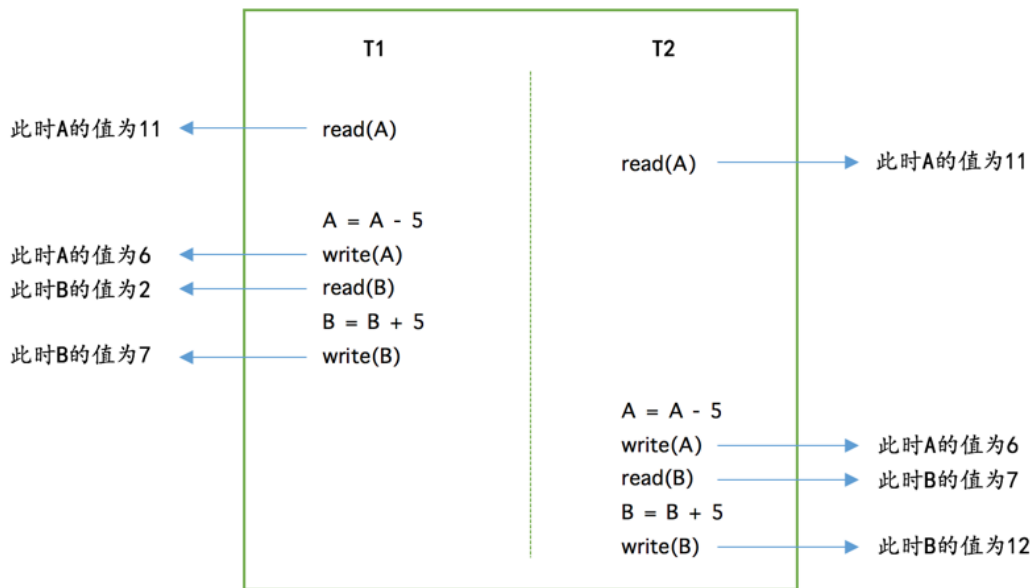 T1 T2
此时A的值为11 read(A)
read(A) 此时A的值为11
A = A - 5
此时A的值为6 write(A)
此时B的值为2 read(B)
B = B + 5
此时B的值为7 write(B)
A = A - 5
write(A) 此时A的值为6
read(B) 此时B的值为7
B = B + 5
write(B) 此时B的值为12